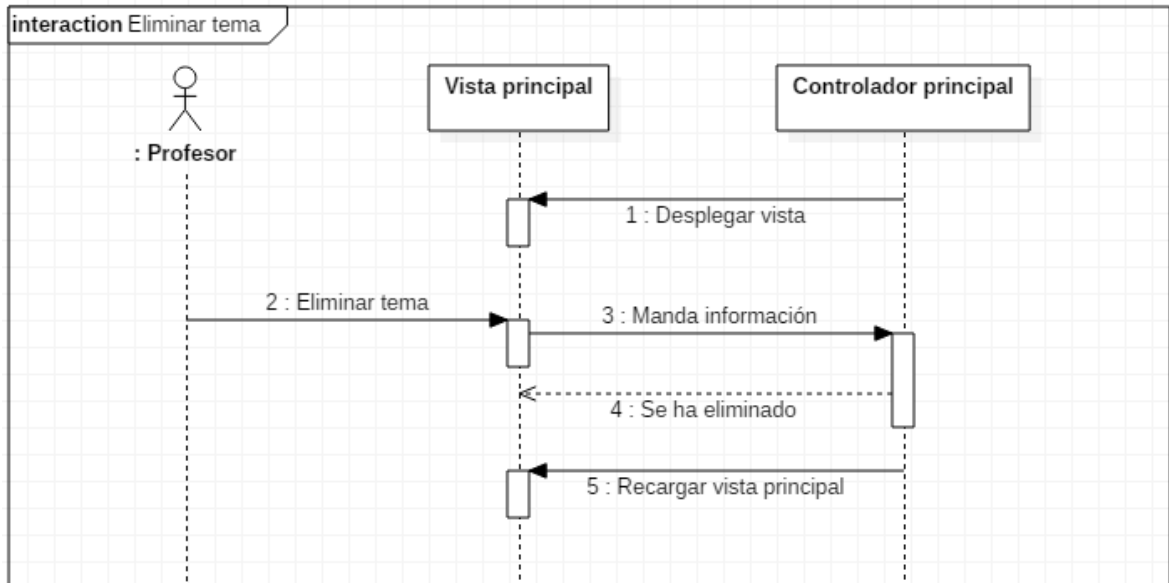 interaction Eliminar tema
Vista principal
Controlador principal
: Profesor
1 : Desplegar vista
2 : Eliminar tema
3 : Manda información
4 : Se ha eliminado
5 : Recargar vista principal